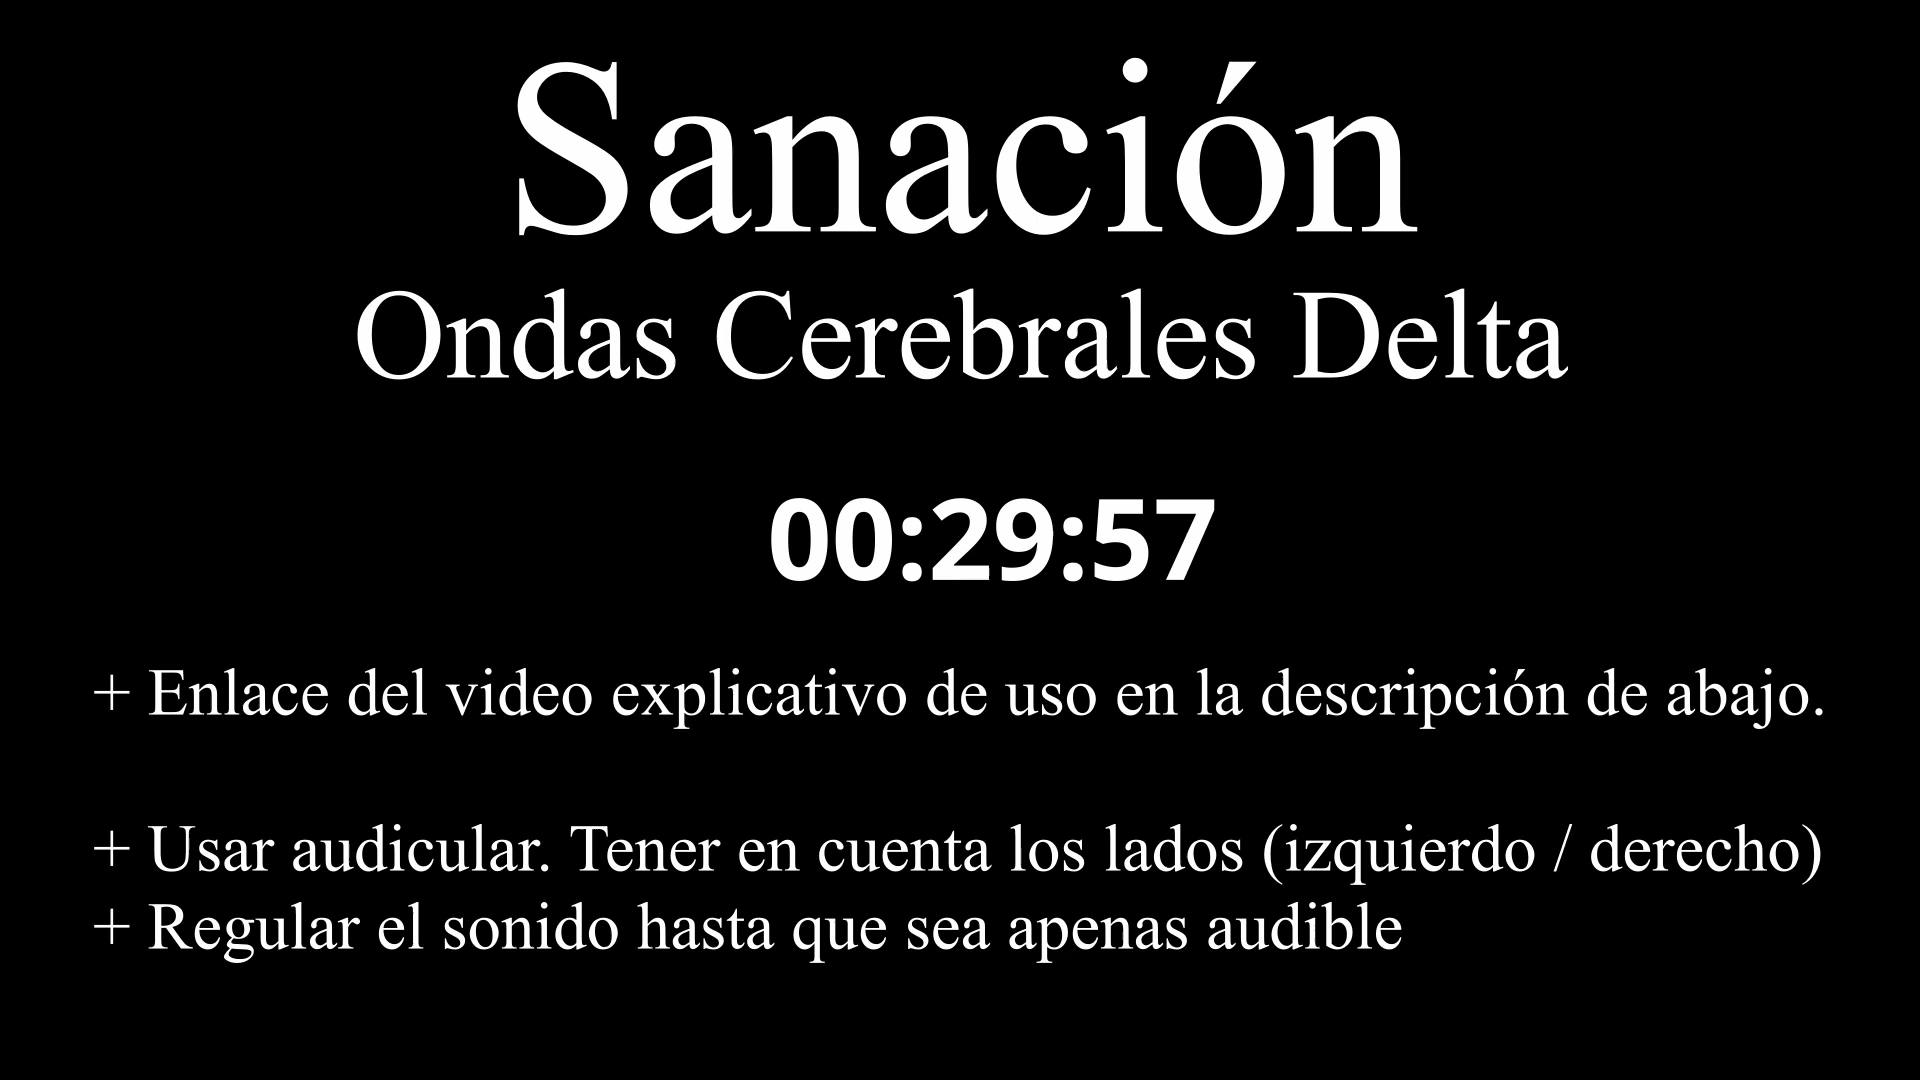 Sanación
Ondas Cerebrales Delta
00:29:57
+ Enlace del video explicativo de uso en la descripción de abajo.
+ Usar audicular. Tener en cuenta los lados (izquierdo / derecho)
+ Regular el sonido hasta que sea apenas audible